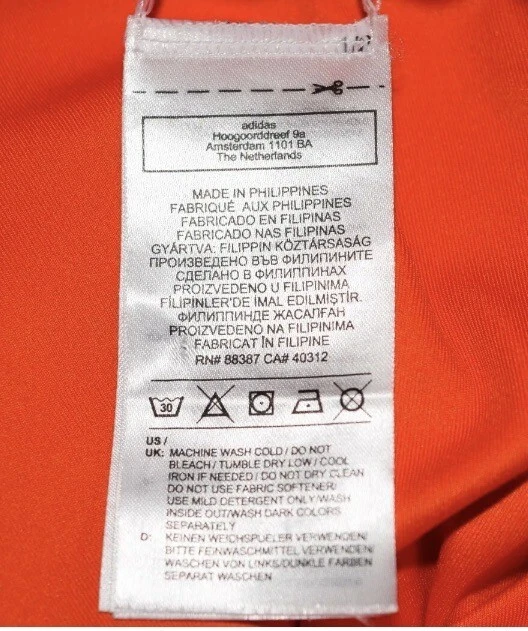 1/2
adidas
Hoogoorddreef 9a
Amsterdam 1101 BA
The Netherlands
MADE IN PHILIPPINES
FABRIQUÉ AUX PHILIPPINES
FABRICADO EN FILIPINAS
FABRICADO NAS FILIPINAS
GYÁRTVA: FILIPPIN KÖZTÁRSASÁG
ПРОИЗВЕДЕНО ВЪВ ФИЛИПИНИТЕ
СДЕЛАНО В ФИЛИППИНАХ
PROIZVEDENO U FILIPINIMA
FİLİPİNLER'DE İMAL EDİLMİŞTİR.
ФИЛИППИНДЕ ЖАСАЛҒАН
PROIZVEDENO NA FILIPINIMA
FABRICAT ÎN FILIPINE
RN# 88387 CA# 40312
30
US /
UK: MACHINE WASH COLD / DO NOT
BLEACH / TUMBLE DRY LOW / COOL
IRON IF NEEDED / DO NOT DRY CLEAN
DO NOT USE FABRIC SOFTENER/
USE MILD DETERGENT ONLY/WASH
INSIDE OUT/WASH DARK COLORS
SEPARATELY
D: KEINEN WEICHSPUELER VERWENDEN/
BITTE FEINWASCHMITTEL VERWENDEN/
WASCHEN VON LINKS/DUNKLE FARBEN
SEPARAT WASCHEN